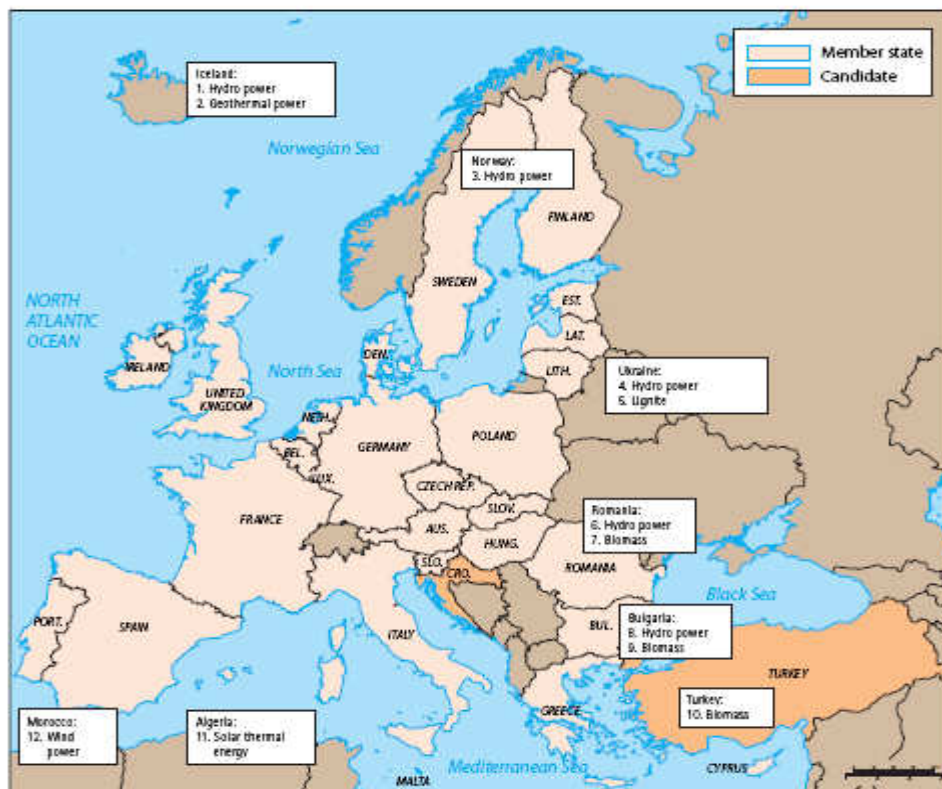 Member state
Candidate
Iceland:
1. Hydro power
2. Geothermal power
Norwegian Sea
Norway:
3. Hydro power
FINLAND
SWEDEN
NORTH
ATLANTIC
OCEAN
EST.
LAT.
LITH.
DEN.
IRELAND
North Sea
UNITED
KINGDOM
Ukraine:
4. Hydro power
5. Lignite
NETH.
BEL.
LUX.
GERMANY
POLAND
CZECH REP.
SLOV.
AUS.
HUNG.
FRANCE
Romania:
6. Hydro power
7. Biomass
ROMANIA
SLO.
CRO.
Black Sea
PORT.
SPAIN
ITALY
BUL.
Bulgaria:
8. Hydro power
9. Biomass
TURKEY
Turkey:
10. Biomass
GREECE
Morocco:
12. Wind
power
Algeria:
11. Solar thermal
energy
Mediterranean Sea
CYPRUS
MALTA